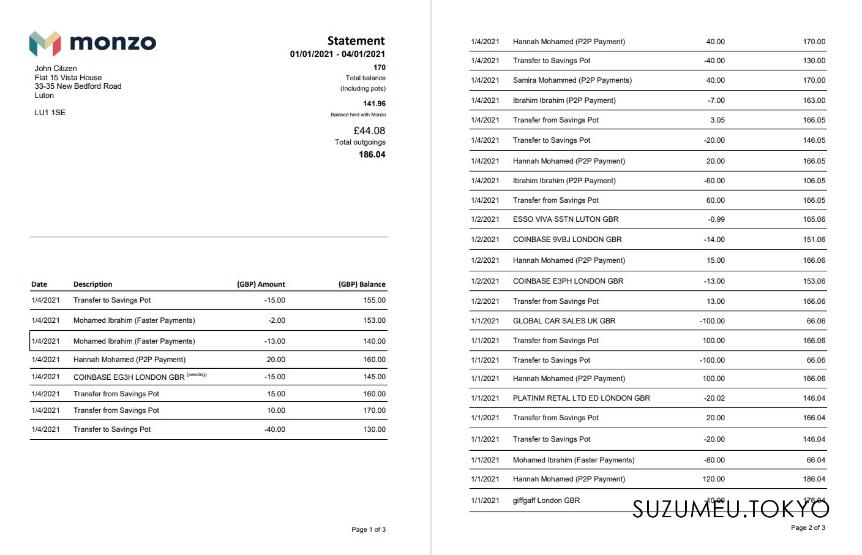 monzo
Statement
01/01/2021 - 04/01/2021
John Citizen
Flat 15 Vista House
33-35 New Bedford Road
Luton
LU1 1SE
170
Total balance
(Including pots)
141.96
Balance held with Monzo
£44.08
Total outgoings
186.04
Date Description (GBP) Amount (GBP) Balance
1/4/2021 Transfer to Savings Pot -15.00 155.00
1/4/2021 Mohamed Ibrahim (Faster Payments) -2.00 153.00
1/4/2021 Mohamed Ibrahim (Faster Payments) -13.00 140.00
1/4/2021 Hannah Mohamed (P2P Payment) 20.00 160.00
1/4/2021 COINBASE EG3H LONDON GBR (pending) -15.00 145.00
1/4/2021 Transfer from Savings Pot 15.00 160.00
1/4/2021 Transfer from Savings Pot 10.00 170.00
1/4/2021 Transfer to Savings Pot -40.00 130.00
Page 1 of 3
1/4/2021 Hannah Mohamed (P2P Payment) 40.00 170.00
1/4/2021 Transfer to Savings Pot -40.00 130.00
1/4/2021 Samira Mohammed (P2P Payments) 40.00 170.00
1/4/2021 Ibrahim Ibrahim (P2P Payment) -7.00 163.00
1/4/2021 Transfer from Savings Pot 3.05 166.05
1/4/2021 Transfer to Savings Pot -20.00 146.05
1/4/2021 Hannah Mohamed (P2P Payment) 20.00 166.05
1/4/2021 Ibrahim Ibrahim (P2P Payment) -60.00 106.05
1/4/2021 Transfer from Savings Pot 60.00 166.05
1/2/2021 ESSO VIVA SSTN LUTON GBR -0.99 165.06
1/2/2021 COINBASE 9VBJ LONDON GBR -14.00 151.06
1/2/2021 Hannah Mohamed (P2P Payment) 15.00 166.06
1/2/2021 COINBASE E3PH LONDON GBR -13.00 153.06
1/2/2021 Transfer from Savings Pot 13.00 166.06
1/1/2021 GLOBAL CAR SALES UK GBR -100.00 66.06
1/1/2021 Transfer from Savings Pot 100.00 166.06
1/1/2021 Transfer to Savings Pot -100.00 66.06
1/1/2021 Hannah Mohamed (P2P Payment) 100.00 166.06
1/1/2021 PLATINM RETAL LTD ED LONDON GBR -20.02 146.04
1/1/2021 Transfer from Savings Pot 20.00 166.04
1/1/2021 Transfer to Savings Pot -20.00 146.04
1/1/2021 Mohamed Ibrahim (Faster Payments) -80.00 66.04
1/1/2021 Hannah Mohamed (P2P Payment) 120.00 186.04
1/1/2021 giffgaff London GBR
SUZUMEU.TOKYO
Page 2 of 3